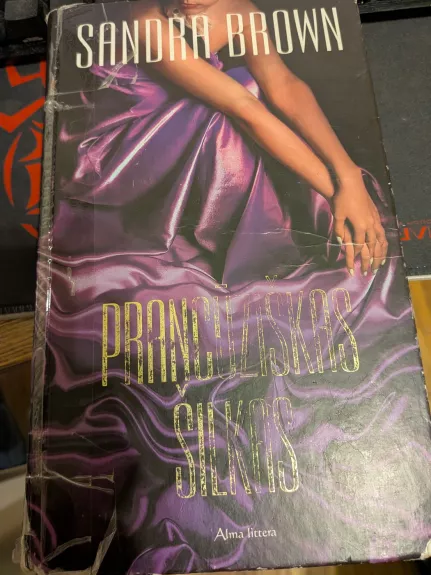 SANDRA BROWN
PRANCŪZIŠKAS
ŠILKAS
Alma littera